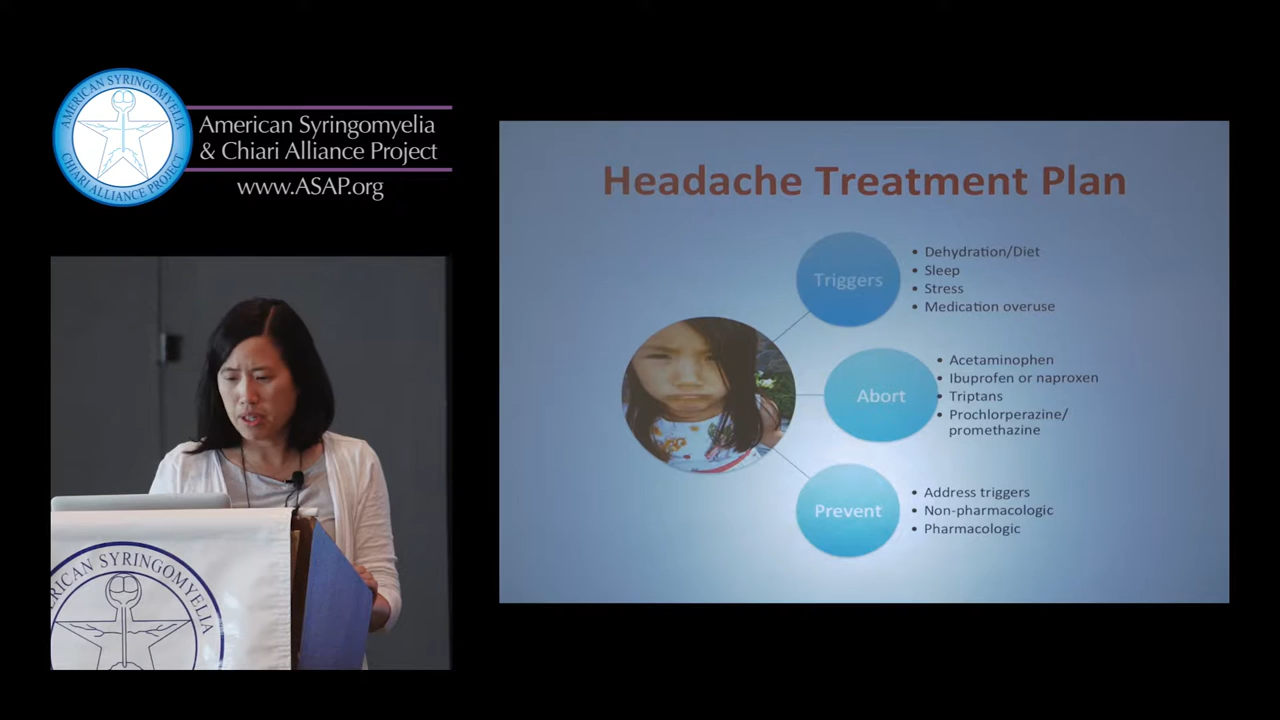 AMERICAN SYRINGOMYELIA
CHIARI ALLIANCE PROJECT
American Syringomyelia
& Chiari Alliance Project
www.ASAP.org
Headache Treatment Plan
Triggers
• Dehydration/Diet
• Sleep
• Stress
• Medication overuse
Abort
• Acetaminophen
• Ibuprofen or naproxen
• Triptans
• Prochlorperazine/
promethazine
Prevent
• Address triggers
• Non-pharmacologic
• Pharmacologic
SYRINGOMYELIA